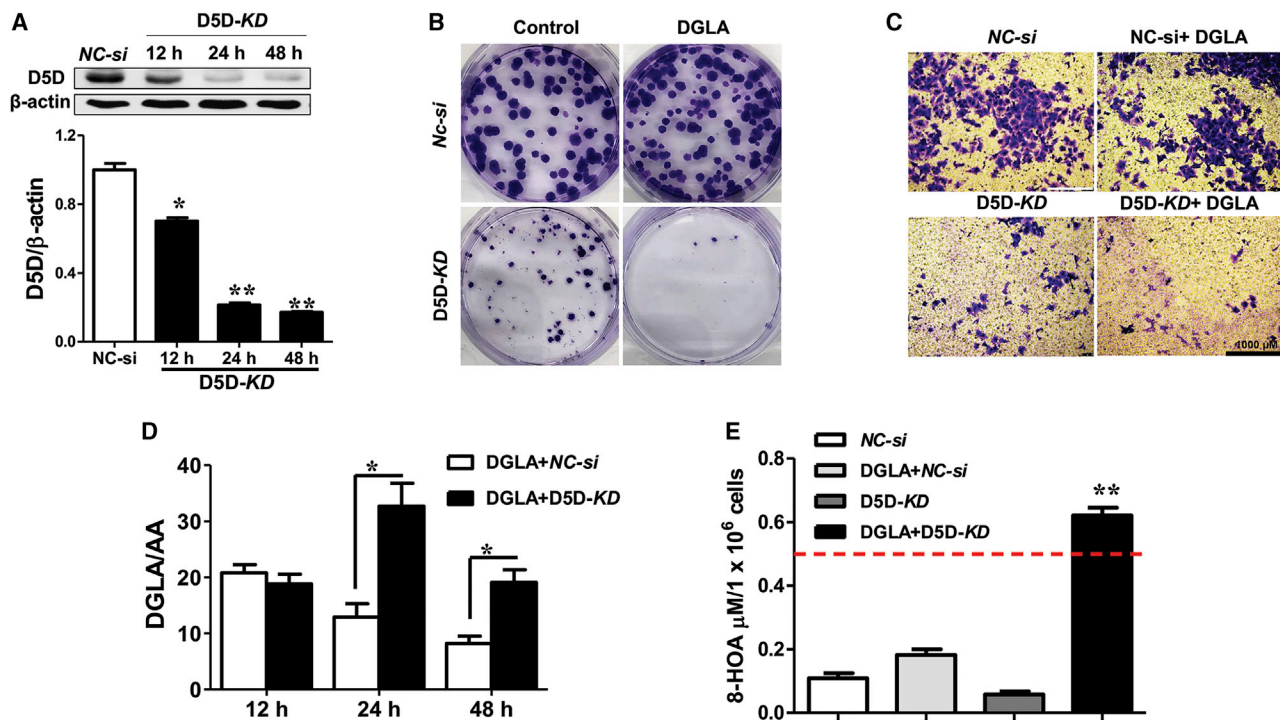 A
D5D-KD
NC-si 12 h 24 h 48 h
D5D
β-actin
D5D/β-actin
1.2
0.8
0.4
0.0
*
**
**
NC-si 12 h 24 h 48 h
D5D-KD
B
Control DGLA
Nc-si
D5D-KD
C
NC-si NC-si+ DGLA
D5D-KD D5D-KD+ DGLA
1000 µM
D
DGLA/AA
40
30
20
10
0
* *
DGLA+NC-si
DGLA+D5D-KD
12 h 24 h 48 h
E
NC-si
DGLA+NC-si
D5D-KD
DGLA+D5D-KD
8-HOA µM/1 x 10⁶ cells
0.8
0.6
0.4
0.2
0.0
**